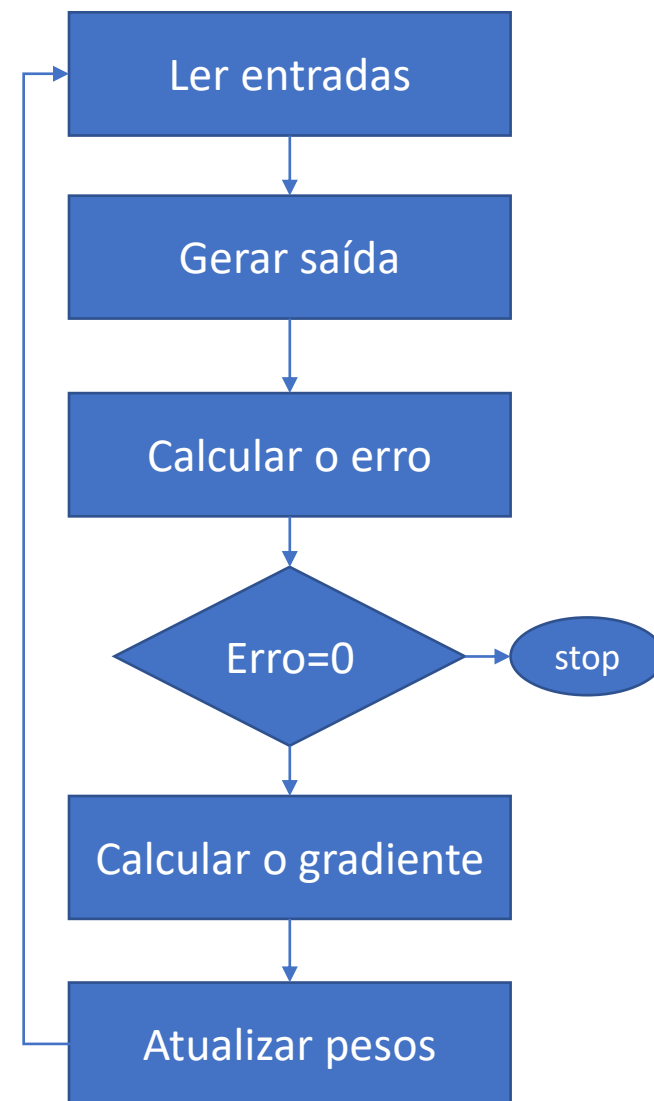 Ler entradas
Gerar saída
Calcular o erro
Erro=0
stop
Calcular o gradiente
Atualizar pesos